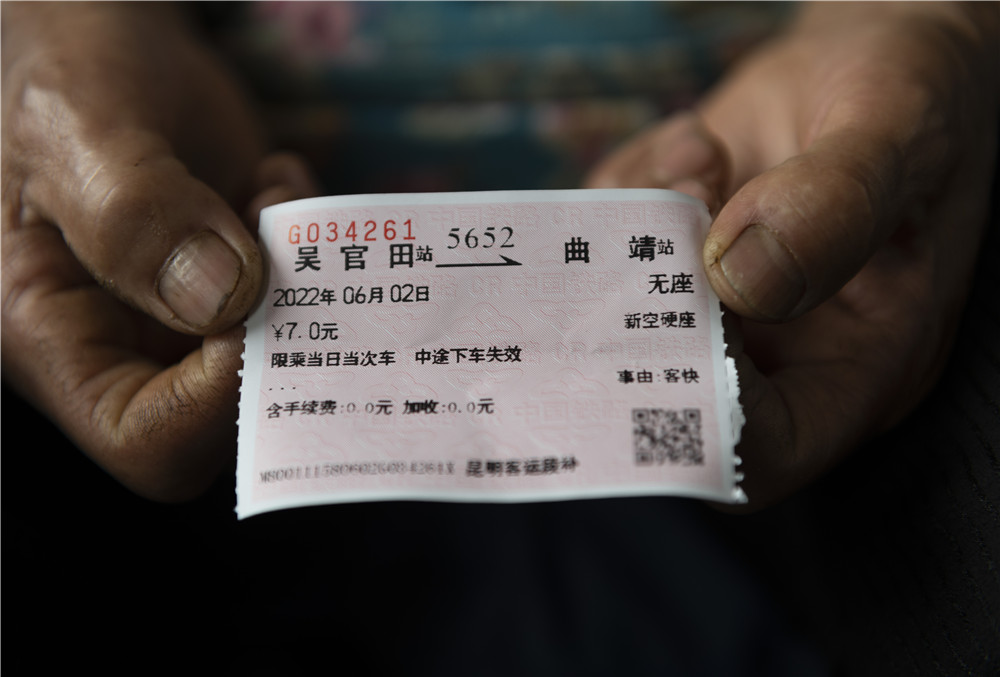 G034261
吴官田站 5652 曲靖站
2022年06月02日 无座
¥7.0元 新空硬座
限乘当日当次车 中途下车失效
事由:客快
...
含手续费:0.0元 加收:0.0元
昆明客运段补